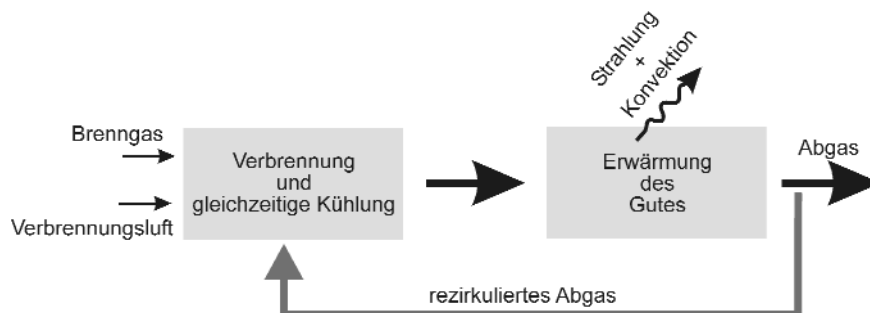 Brenngas
Verbrennungsluft
Verbrennung
und
gleichzeitige Kühlung
Strahlung
+
Konvektion
Erwärmung
des
Gutes
Abgas
rezirkuliertes Abgas